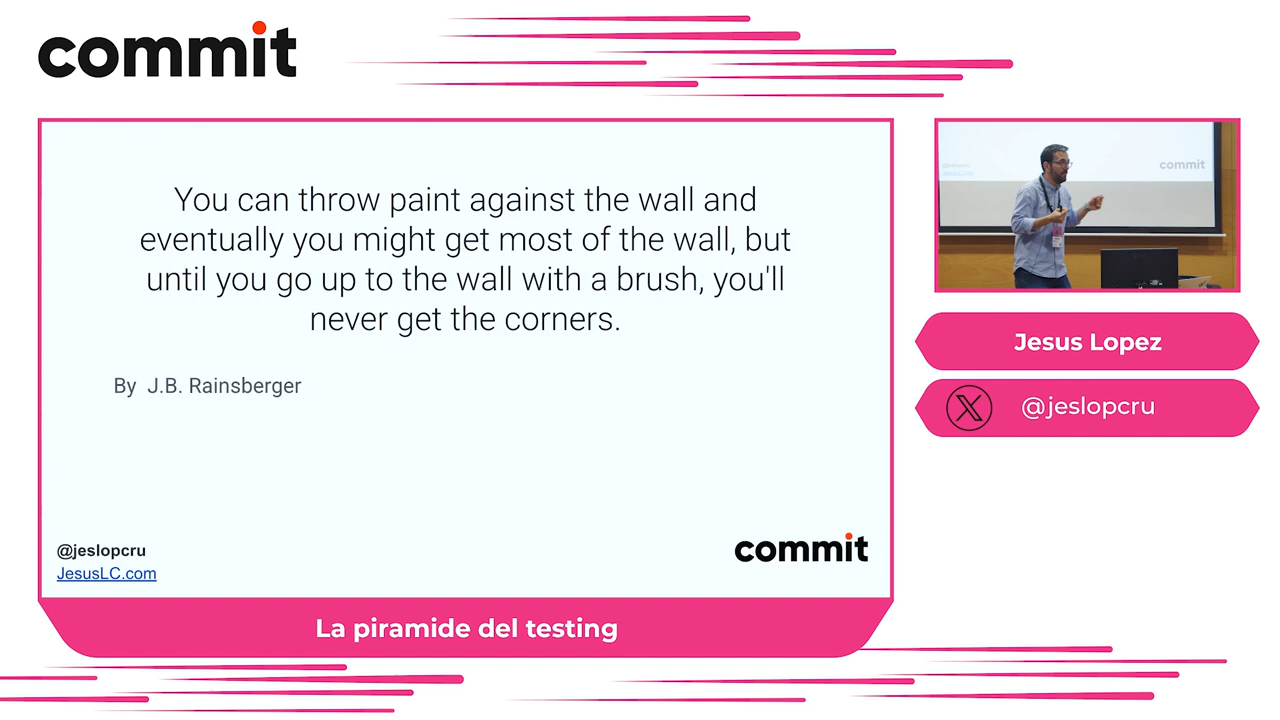 commit
You can throw paint against the wall and
eventually you might get most of the wall, but
until you go up to the wall with a brush, you'll
never get the corners.
By J.B. Rainsberger
@jeslopcru
JesusLC.com
commit
La piramide del testing
commit
Jesus Lopez
@jeslopcru